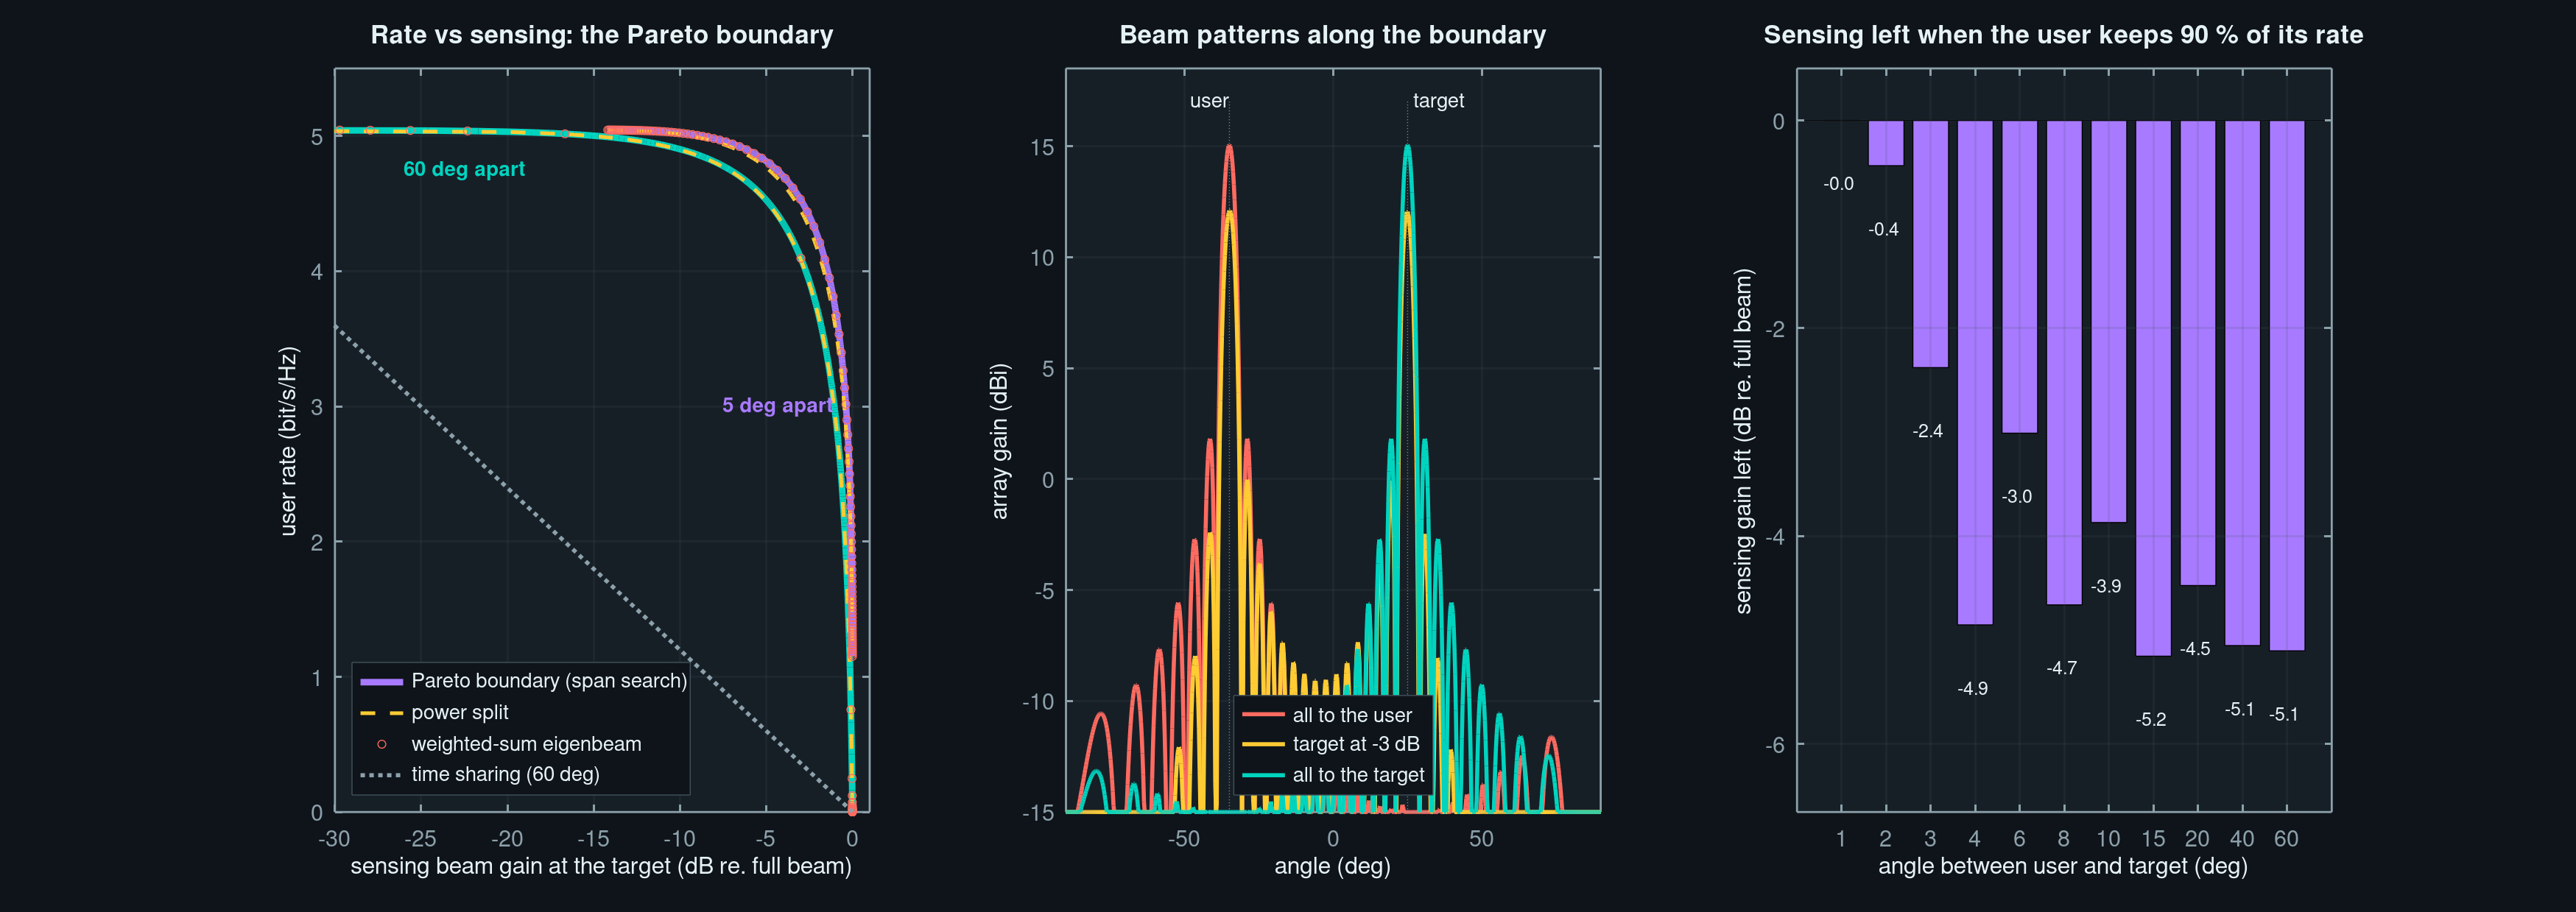 Rate vs sensing: the Pareto boundary
user rate (bit/s/Hz)
5
4
3
2
1
0
60 deg apart
5 deg apart
Pareto boundary (span search)
power split
weighted-sum eigenbeam
time sharing (60 deg)
-30 -25 -20 -15 -10 -5 0
sensing beam gain at the target (dB re. full beam)
Beam patterns along the boundary
array gain (dBi)
user target
15
10
5
0
-5
-10
-15
all to the user
target at -3 dB
all to the target
-50 0 50
angle (deg)
Sensing left when the user keeps 90 % of its rate
sensing gain left (dB re. full beam)
0
-2
-4
-6
-0.0
-0.4
-2.4
-4.9
-3.0
-4.7
-3.9
-5.2
-4.5
-5.1
-5.1
1 2 3 4 6 8 10 15 20 40 60
angle between user and target (deg)